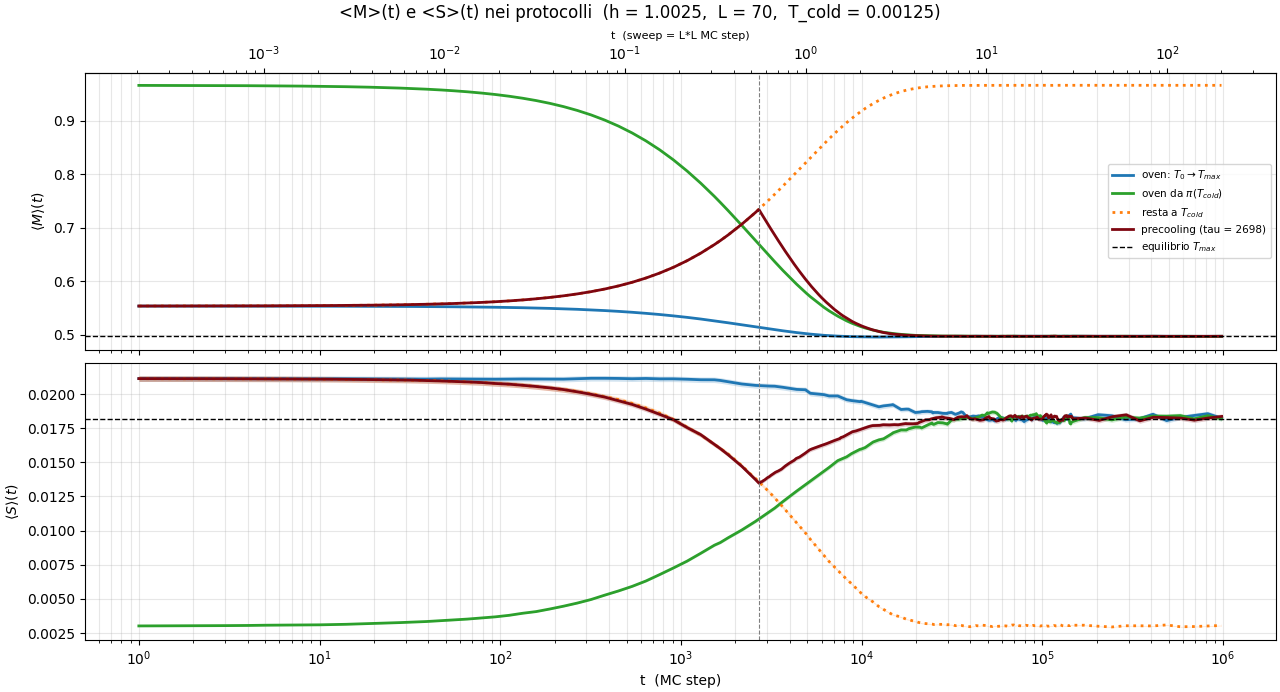 <M>(t) e <S>(t) nei protocolli (h = 1.0025, L = 70, T_cold = 0.00125)
t (sweep = L*L MC step)
10⁻³ 10⁻² 10⁻¹ 10⁰ 10¹ 10²
⟨M⟩(t)
0.9
0.8
0.7
0.6
0.5
oven: T₀ → Tₘₐₓ
oven da π(T_cold)
resta a T_cold
precooling (tau = 2698)
equilibrio Tₘₐₓ
⟨S⟩(t)
0.0200
0.0175
0.0150
0.0125
0.0100
0.0075
0.0050
0.0025
10⁰ 10¹ 10² 10³ 10⁴ 10⁵ 10⁶
t (MC step)